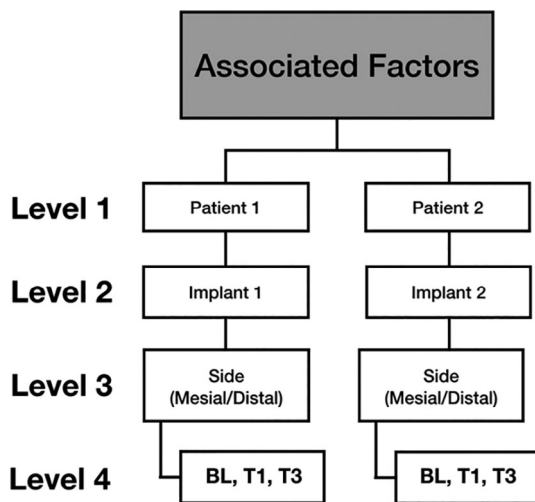 Associated Factors
Level 1
Patient 1
Patient 2
Level 2
Implant 1
Implant 2
Level 3
Side
(Mesial/Distal)
Side
(Mesial/Distal)
Level 4
BL, T1, T3
BL, T1, T3